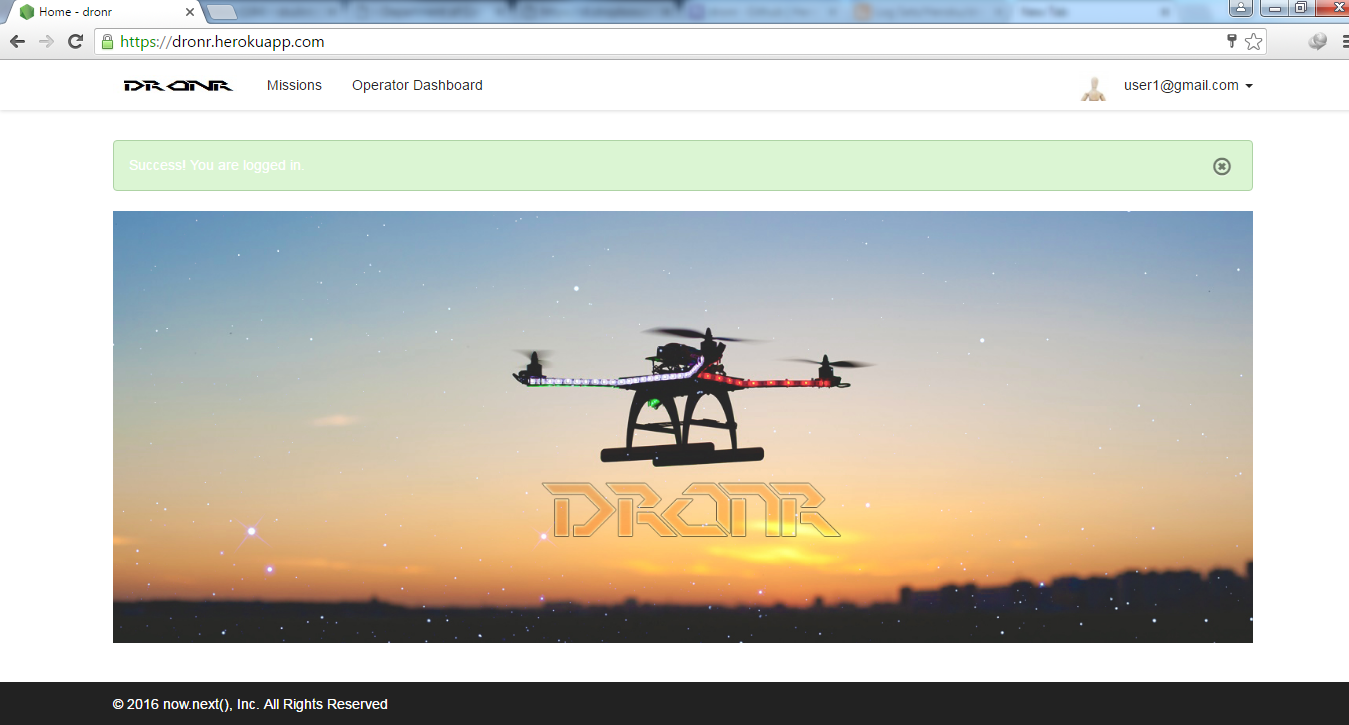 Home - dronr
New Tab
https://dronr.herokuapp.com
DRONR
Missions
Operator Dashboard
user1@gmail.com
Success! You are logged in.
DRONR
© 2016 now.next(), Inc. All Rights Reserved